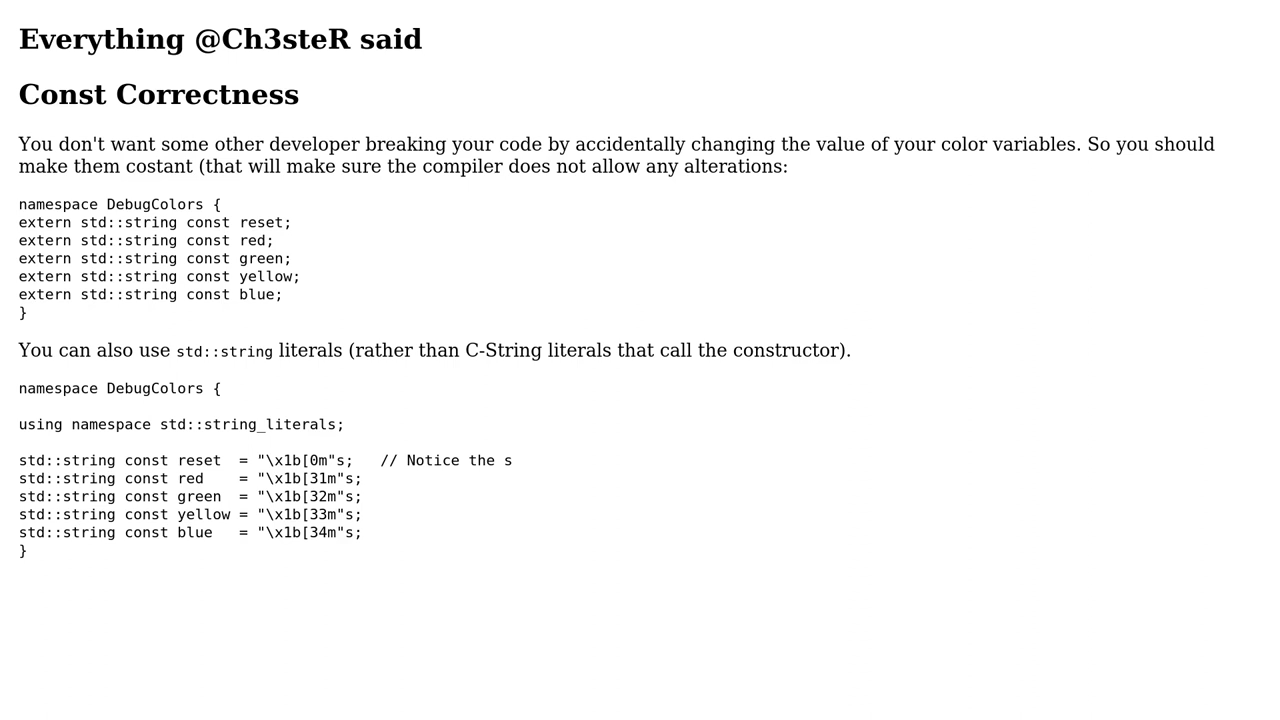 Everything @Ch3steR said
Const Correctness
You don't want some other developer breaking your code by accidentally changing the value of your color variables. So you should
make them costant (that will make sure the compiler does not allow any alterations:
namespace DebugColors {
extern std::string const reset;
extern std::string const red;
extern std::string const green;
extern std::string const yellow;
extern std::string const blue;
}
You can also use std::string literals (rather than C-String literals that call the constructor).
namespace DebugColors {
using namespace std::string_literals;
std::string const reset  = "\x1b[0m"s;   // Notice the s
std::string const red    = "\x1b[31m"s;
std::string const green  = "\x1b[32m"s;
std::string const yellow = "\x1b[33m"s;
std::string const blue   = "\x1b[34m"s;
}